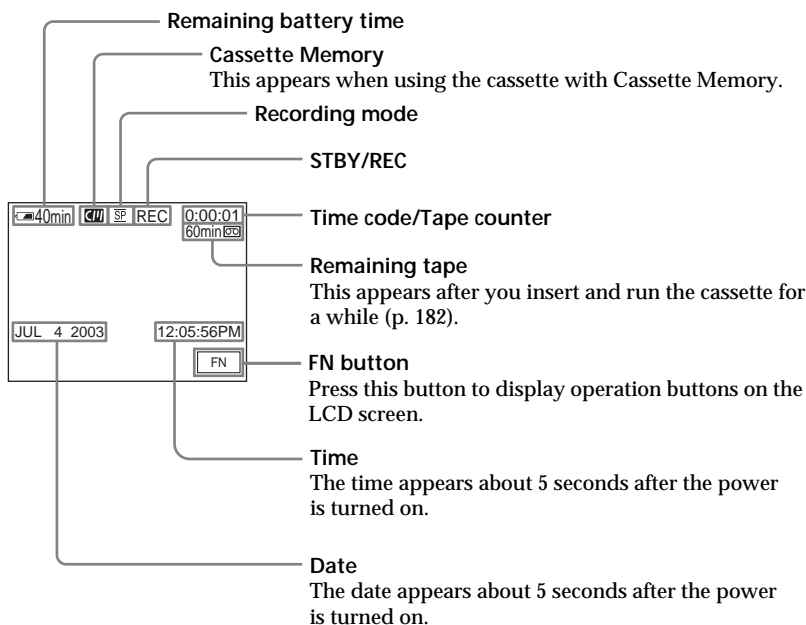 Remaining battery time
Cassette Memory
This appears when using the cassette with Cassette Memory.
Recording mode
STBY/REC
40min SP REC 0:00:01
Time code/Tape counter
60min
Remaining tape
This appears after you insert and run the cassette for
a while (p. 182).
JUL 4 2003 12:05:56PM
FN
FN button
Press this button to display operation buttons on the
LCD screen.
Time
The time appears about 5 seconds after the power
is turned on.
Date
The date appears about 5 seconds after the power
is turned on.